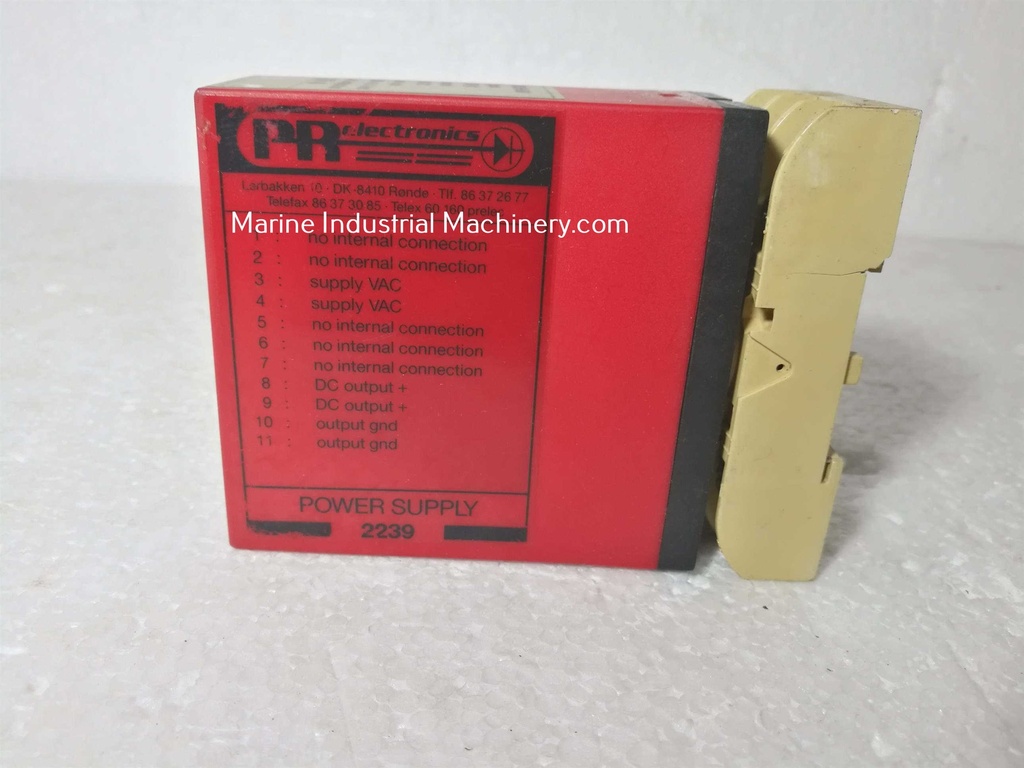 PR electronics
Lerbakken 10 · DK-8410 Rønde · Tlf. 86 37 26 77
Telefax 86 37 30 85 · Telex 60 160 prelec
Marine Industrial Machinery.com
1 : no internal connection
2 : no internal connection
3 : supply VAC
4 : supply VAC
5 : no internal connection
6 : no internal connection
7 : no internal connection
8 : DC output +
9 : DC output +
10 : output gnd
11 : output gnd
POWER SUPPLY
2239